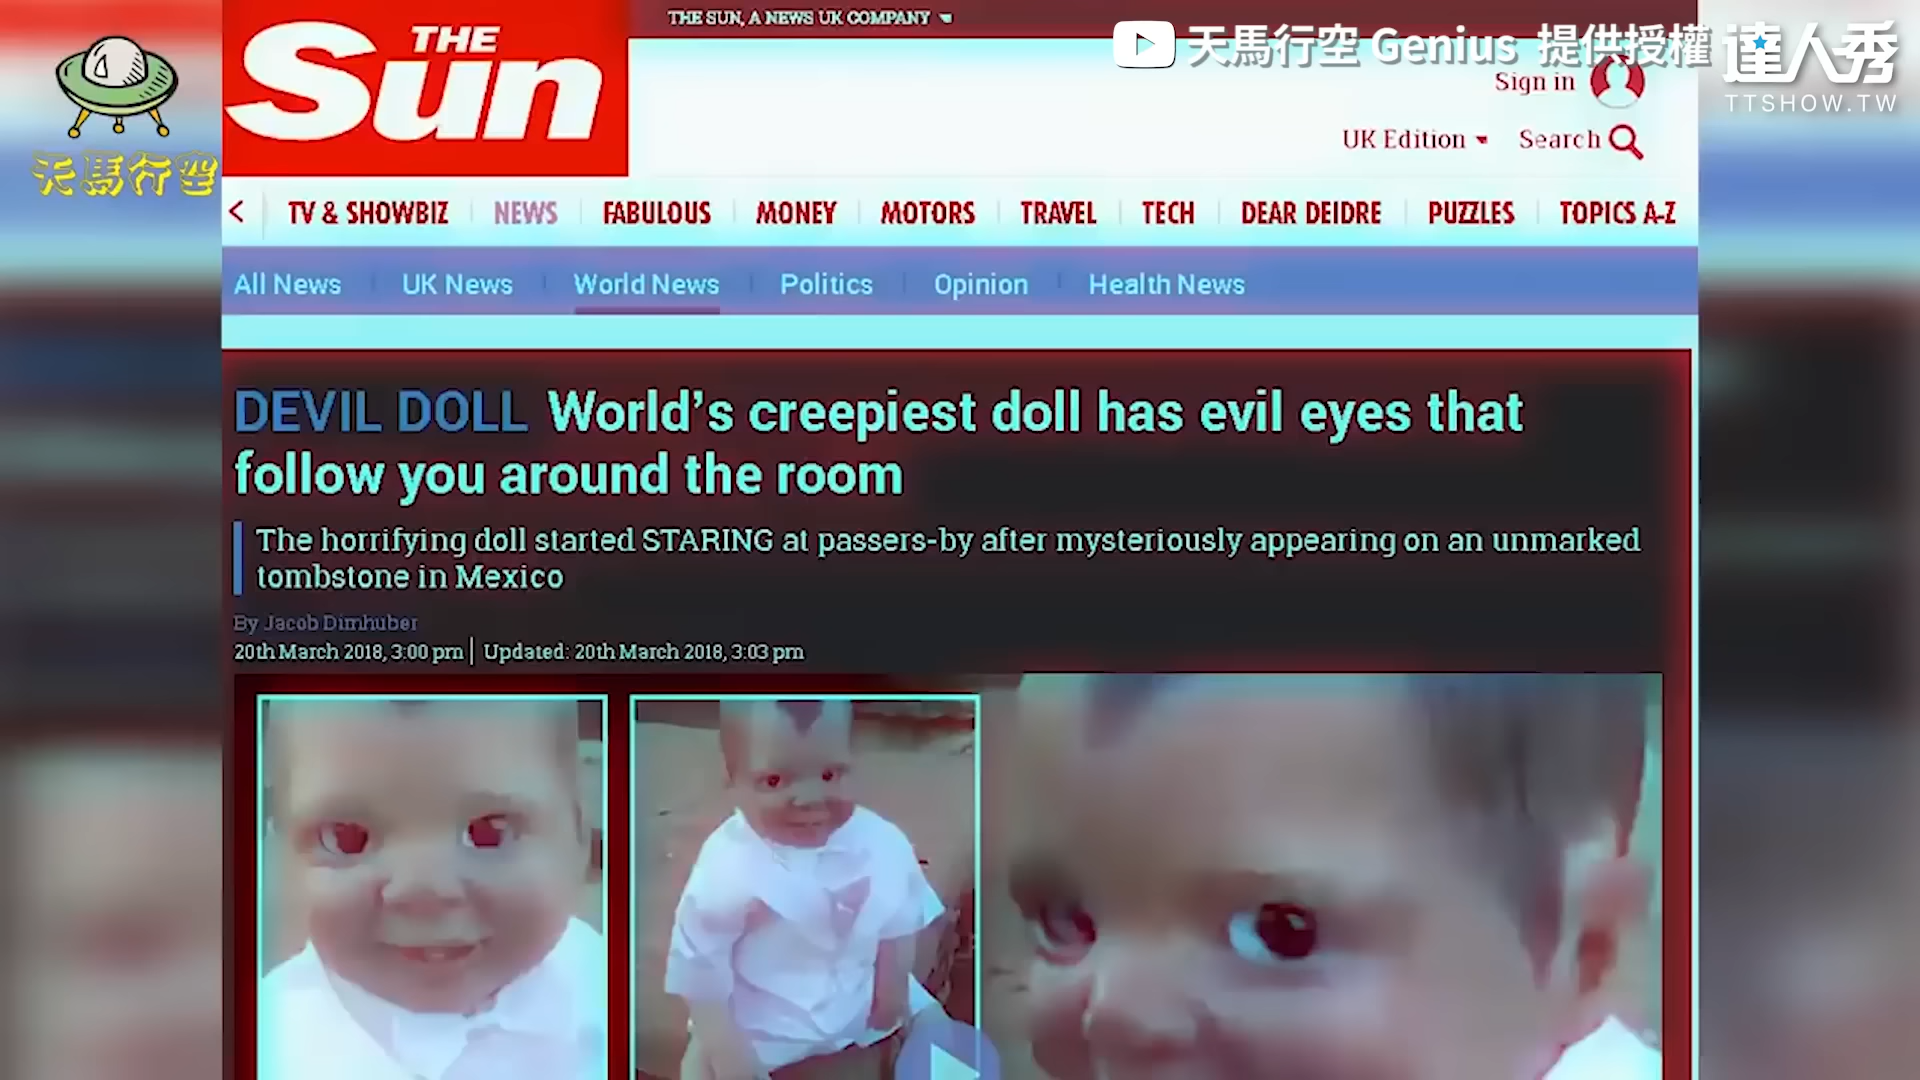 THE SUN, A NEWS UK COMPANY
天馬行空 Genius 提供授權
達人秀
TTSHOW.TW
THE
Sun
天馬行空
Sign in
UK Edition
Search
TV & SHOWBIZ
NEWS
FABULOUS
MONEY
MOTORS
TRAVEL
TECH
DEAR DEIDRE
PUZZLES
TOPICS A-Z
All News
UK News
World News
Politics
Opinion
Health News
DEVIL DOLL World's creepiest doll has evil eyes that
follow you around the room
The horrifying doll started STARING at passers-by after mysteriously appearing on an unmarked
tombstone in Mexico
By Jacob Dirnhuber
20th March 2018, 3:00 pm
Updated: 20th March 2018, 3:03 pm